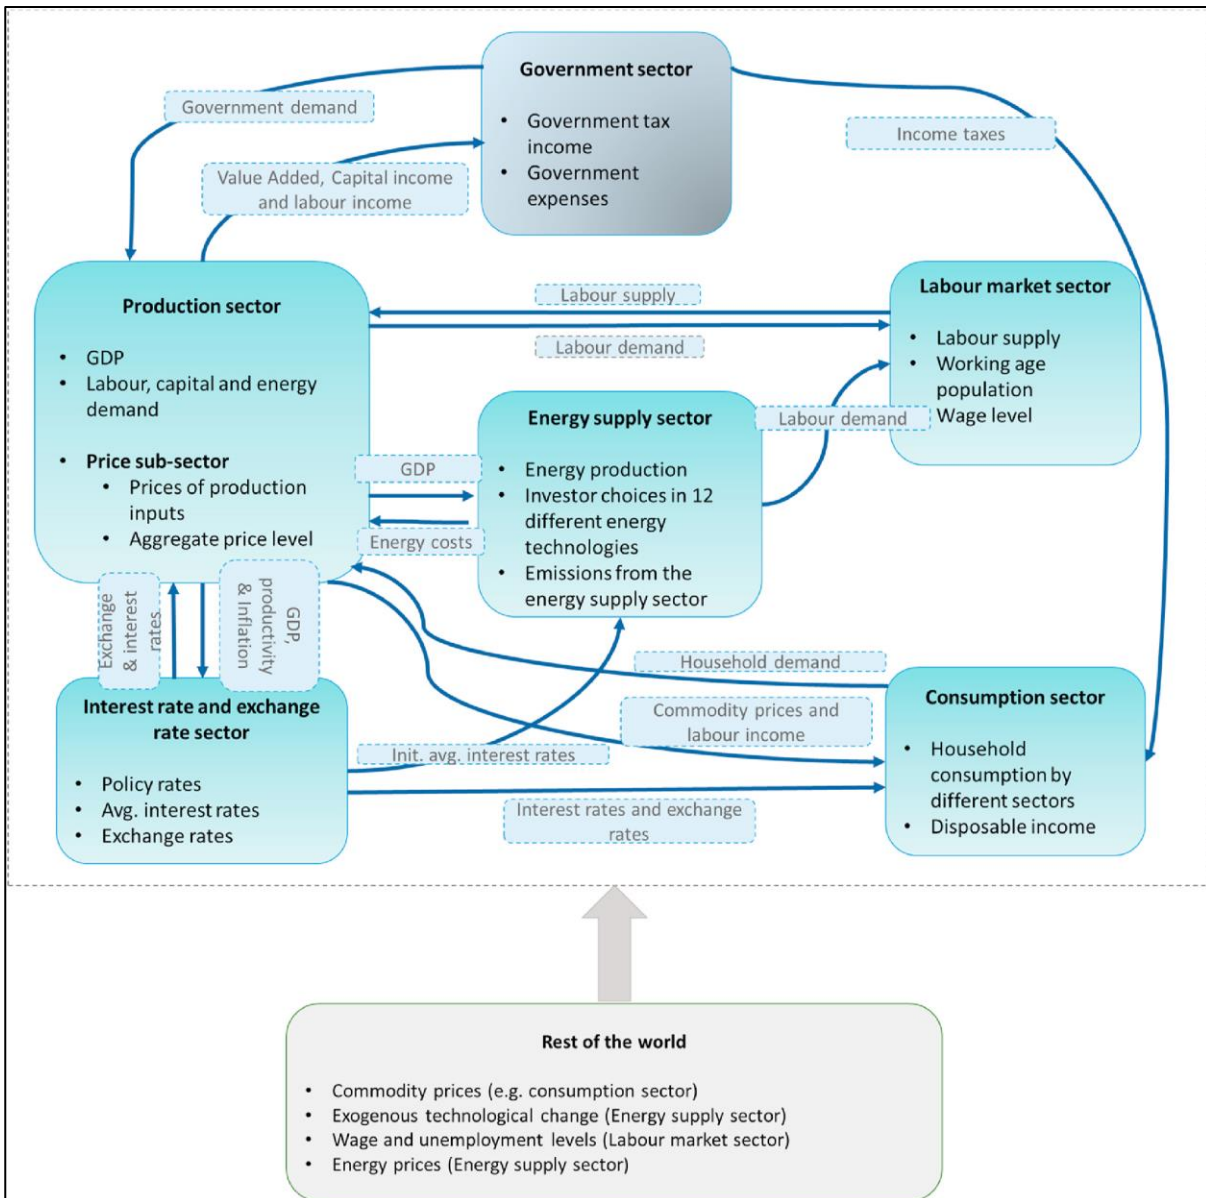 Government sector
• Government tax
income
• Government
expenses
Government demand
Income taxes
Value Added, Capital income
and labour income
Production sector
• GDP
• Labour, capital and energy
demand
• Price sub-sector
• Prices of production
inputs
• Aggregate price level
Labour supply
Labour demand
Labour market sector
• Labour supply
• Working age
population
Wage level
Energy supply sector
• Energy production
• Investor choices in 12
different energy
technologies
• Emissions from the
energy supply sector
Labour demand
GDP
Energy costs
Exchange
& interest
rates
GDP,
productivity
& Inflation
Household demand
Commodity prices and
labour income
Interest rate and exchange
rate sector
• Policy rates
• Avg. interest rates
• Exchange rates
Init. avg. interest rates
Interest rates and exchange
rates
Consumption sector
• Household
consumption by
different sectors
• Disposable income
Rest of the world
• Commodity prices (e.g. consumption sector)
• Exogenous technological change (Energy supply sector)
• Wage and unemployment levels (Labour market sector)
• Energy prices (Energy supply sector)